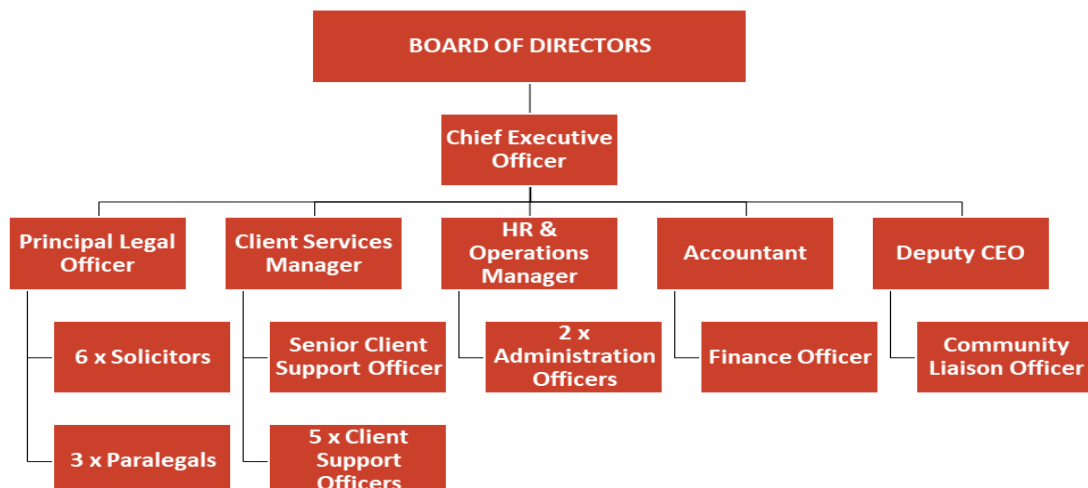 BOARD OF DIRECTORS
Chief Executive
Officer
Principal Legal
Officer
Client Services
Manager
HR &
Operations
Manager
Accountant
Deputy CEO
6 x Solicitors
Senior Client
Support Officer
2 x
Administration
Officers
Finance Officer
Community
Liaison Officer
3 x Paralegals
5 x Client
Support
Officers